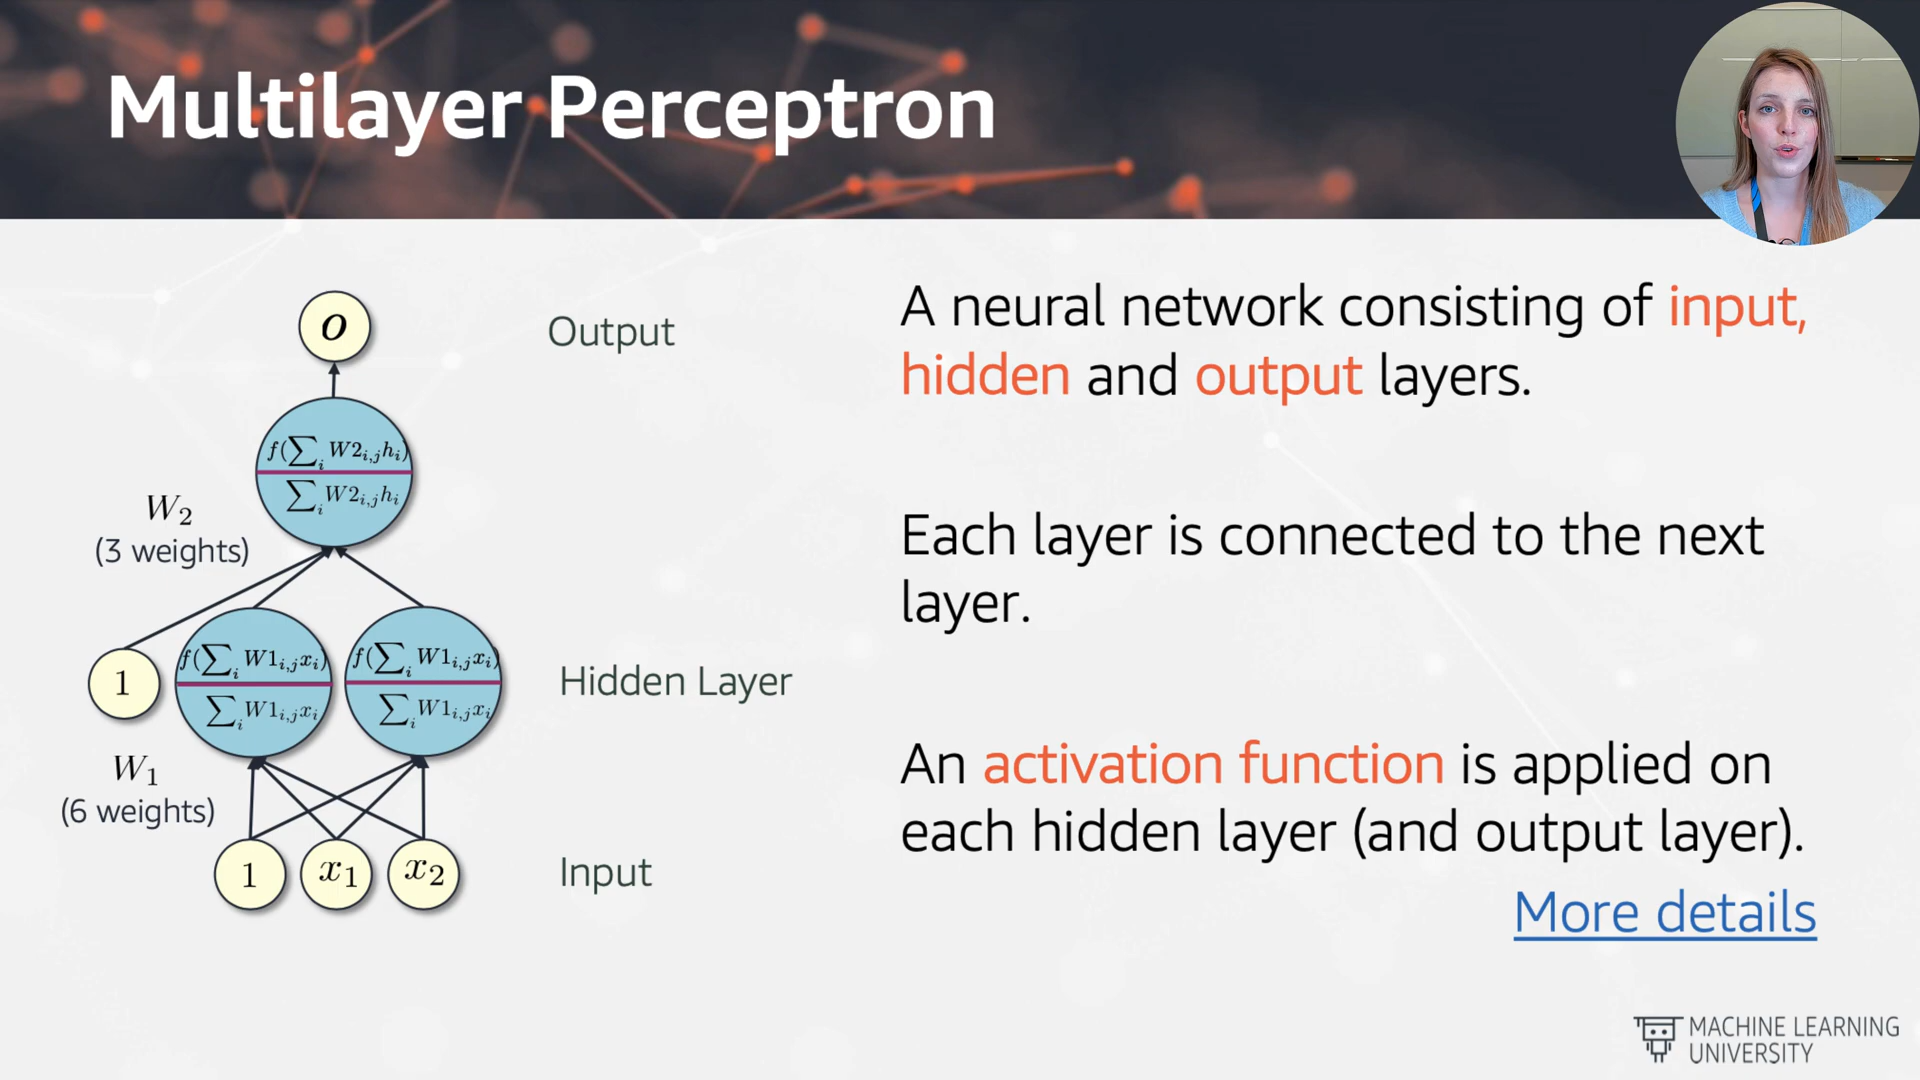 Multilayer Perceptron
o
Output
f(∑ᵢ W2ᵢ,ⱼhᵢ)
∑ᵢ W2ᵢ,ⱼhᵢ
W₂
(3 weights)
1
f(∑ᵢ W1ᵢ,ⱼxᵢ)
∑ᵢ W1ᵢ,ⱼxᵢ
f(∑ᵢ W1ᵢ,ⱼxᵢ)
∑ᵢ W1ᵢ,ⱼxᵢ
Hidden Layer
W₁
(6 weights)
1
x₁
x₂
Input
A neural network consisting of input,
hidden and output layers.
Each layer is connected to the next
layer.
An activation function is applied on
each hidden layer (and output layer).
More details
MACHINE LEARNING
UNIVERSITY